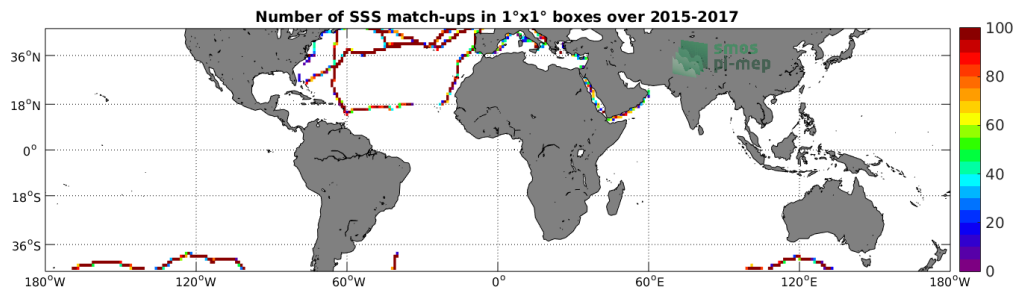 Number of SSS match-ups in 1°x1° boxes over 2015-2017
100
36°N
smos
pi-mep
80
18°N
60
0°
40
18°S
20
36°S
0
180°W 120°W 60°W 0° 60°E 120°E 180°W